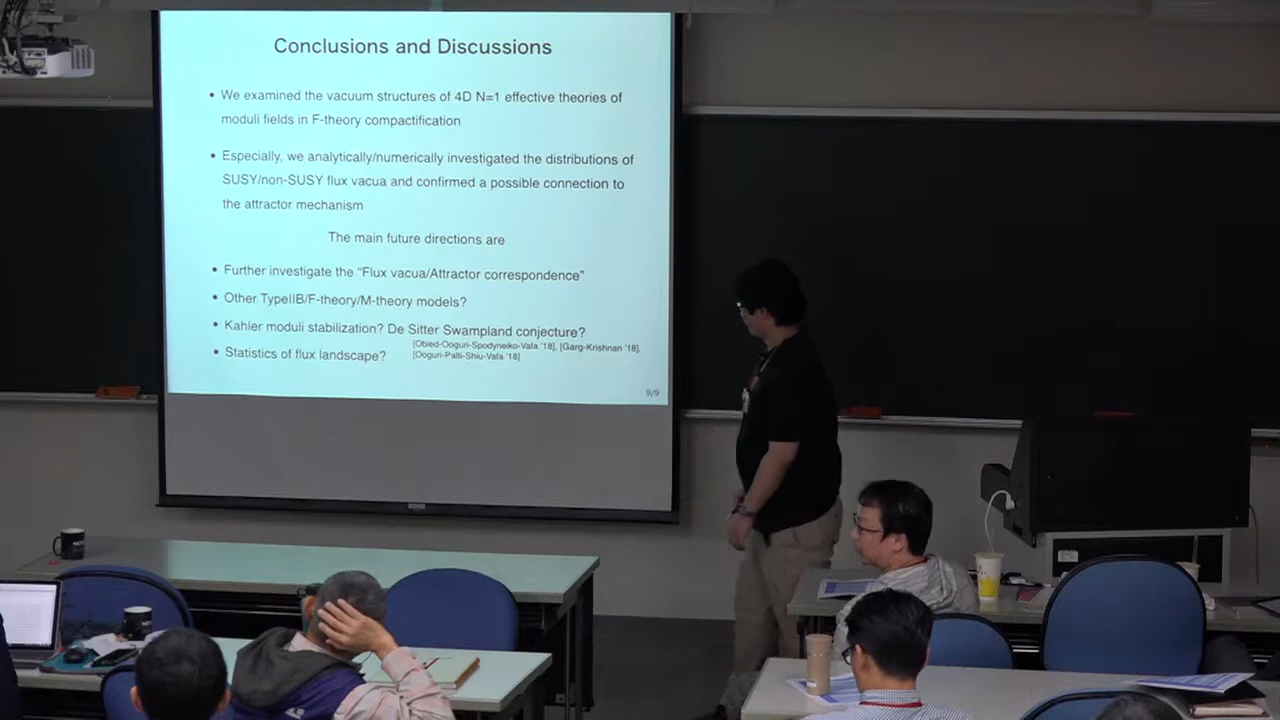 Conclusions and Discussions
• We examined the vacuum structures of 4D N=1 effective theories of
moduli fields in F-theory compactification
• Especially, we analytically/numerically investigated the distributions of
SUSY/non-SUSY flux vacua and confirmed a possible connection to
the attractor mechanism
The main future directions are
• Further investigate the “Flux vacua/Attractor correspondence”
• Other TypeIIB/F-theory/M-theory models?
• Kahler moduli stabilization? De Sitter Swampland conjecture?
[Obied-Ooguri-Spodyneiko-Vafa '18], [Garg-Krishnan '18],
• Statistics of flux landscape?
[Ooguri-Palti-Shiu-Vafa '18]
9/9